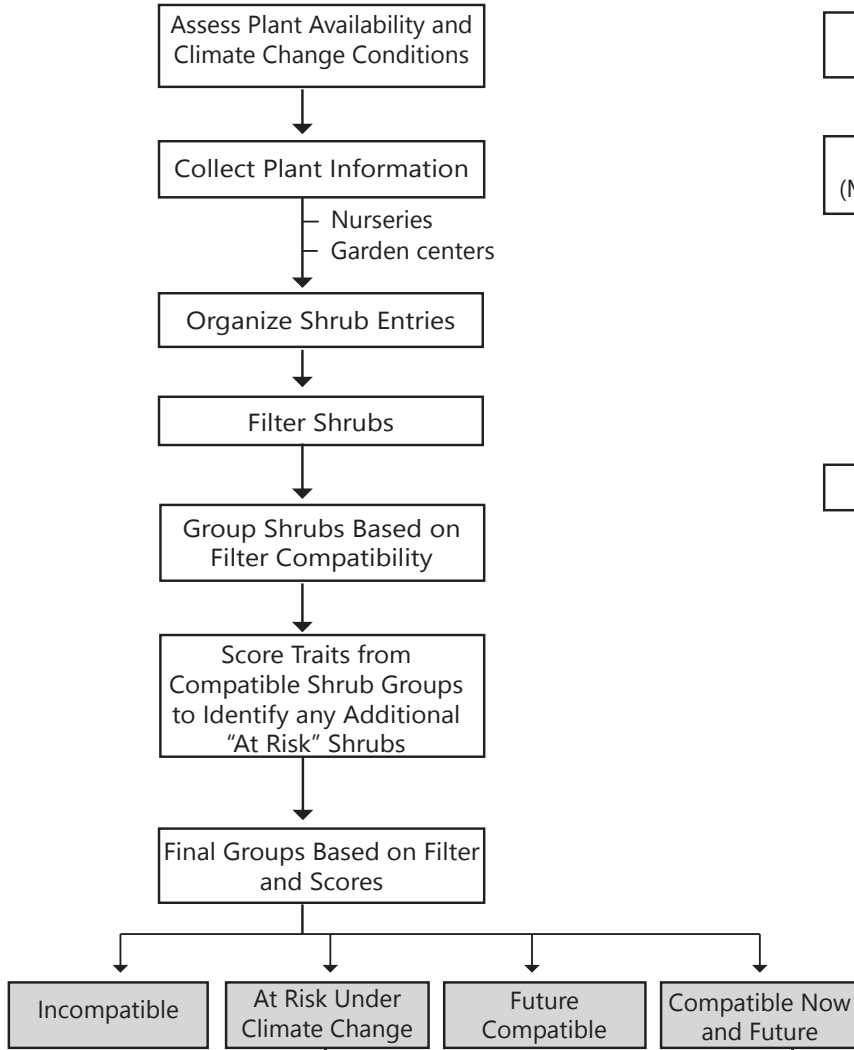 Assess Plant Availability and
Climate Change Conditions
Collect Plant Information
Nurseries
Garden centers
Organize Shrub Entries
Filter Shrubs
Group Shrubs Based on
Filter Compatibility
Score Traits from
Compatible Shrub Groups
to Identify any Additional
“At Risk” Shrubs
Final Groups Based on Filter
and Scores
Incompatible
At Risk Under
Climate Change
Future
Compatible
Compatible Now
and Future